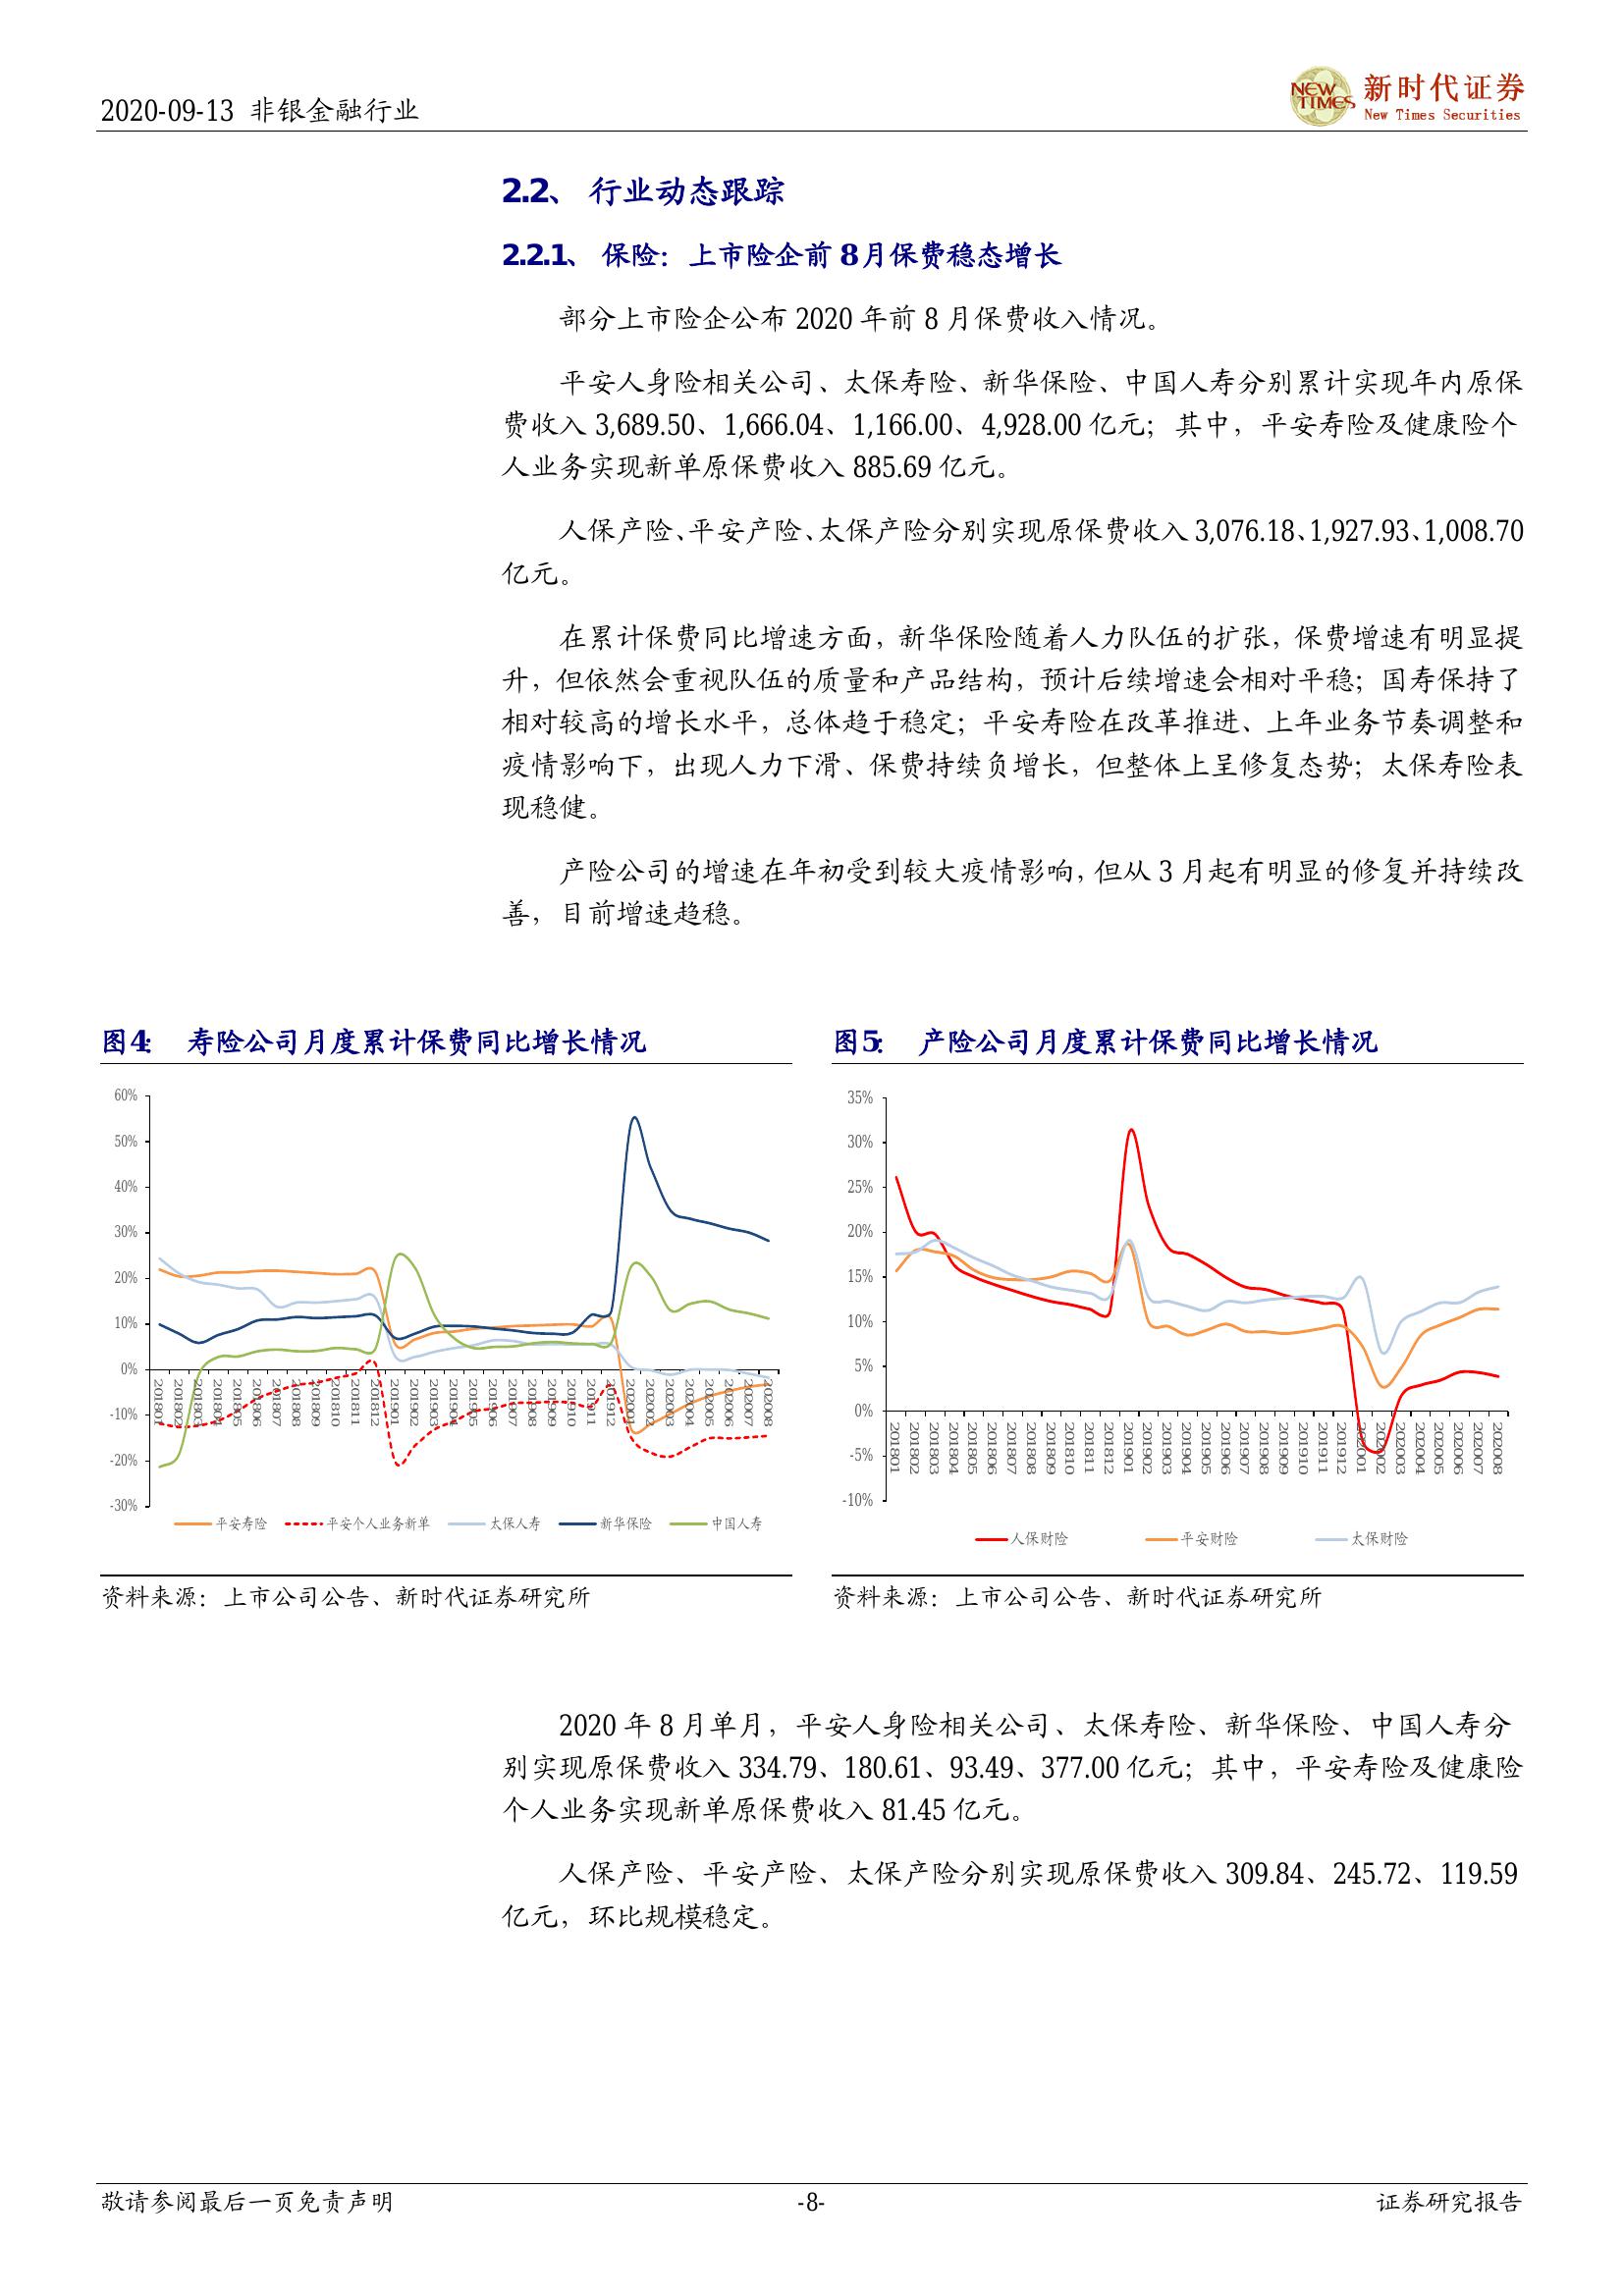 2020-09-13 非银金融行业
NEW TIMES
新时代证券
New Times Securities
2.2、 行业动态跟踪
2.2.1、 保险：上市险企前 8月保费稳态增长
部分上市险企公布 2020 年前 8 月保费收入情况。
平安人身险相关公司、太保寿险、新华保险、中国人寿分别累计实现年内原保
费收入 3,689.50、1,666.04、1,166.00、4,928.00 亿元；其中，平安寿险及健康险个
人业务实现新单原保费收入 885.69 亿元。
人保产险、平安产险、太保产险分别实现原保费收入 3,076.18、1,927.93、1,008.70
亿元。
在累计保费同比增速方面，新华保险随着人力队伍的扩张，保费增速有明显提
升，但依然会重视队伍的质量和产品结构，预计后续增速会相对平稳；国寿保持了
相对较高的增长水平，总体趋于稳定；平安寿险在改革推进、上年业务节奏调整和
疫情影响下，出现人力下滑、保费持续负增长，但整体上呈修复态势；太保寿险表
现稳健。
产险公司的增速在年初受到较大疫情影响，但从 3 月起有明显的修复并持续改
善，目前增速趋稳。
图4： 寿险公司月度累计保费同比增长情况
60%
50%
40%
30%
20%
10%
0%
-10%
-20%
-30%
201801 201802 201803 201804 201805 201806 201807 201808 201809 201810 201811 201812 201901 201902 201903 201904 201905 201906 201907 201908 201909 201910 201911 201912 202001 202002 202003 202004 202005 202006 202007 202008
平安寿险 平安个人业务新单 太保人寿 新华保险 中国人寿
资料来源：上市公司公告、新时代证券研究所
图5： 产险公司月度累计保费同比增长情况
35%
30%
25%
20%
15%
10%
5%
0%
-5%
-10%
201801 201802 201803 201804 201805 201806 201807 201808 201809 201810 201811 201812 201901 201902 201903 201904 201905 201906 201907 201908 201909 201910 201911 201912 202001 202002 202003 202004 202005 202006 202007 202008
人保财险 平安财险 太保财险
资料来源：上市公司公告、新时代证券研究所
2020 年 8 月单月，平安人身险相关公司、太保寿险、新华保险、中国人寿分
别实现原保费收入 334.79、180.61、93.49、377.00 亿元；其中，平安寿险及健康险
个人业务实现新单原保费收入 81.45 亿元。
人保产险、平安产险、太保产险分别实现原保费收入 309.84、245.72、119.59
亿元，环比规模稳定。
敬请参阅最后一页免责声明
-8-
证券研究报告